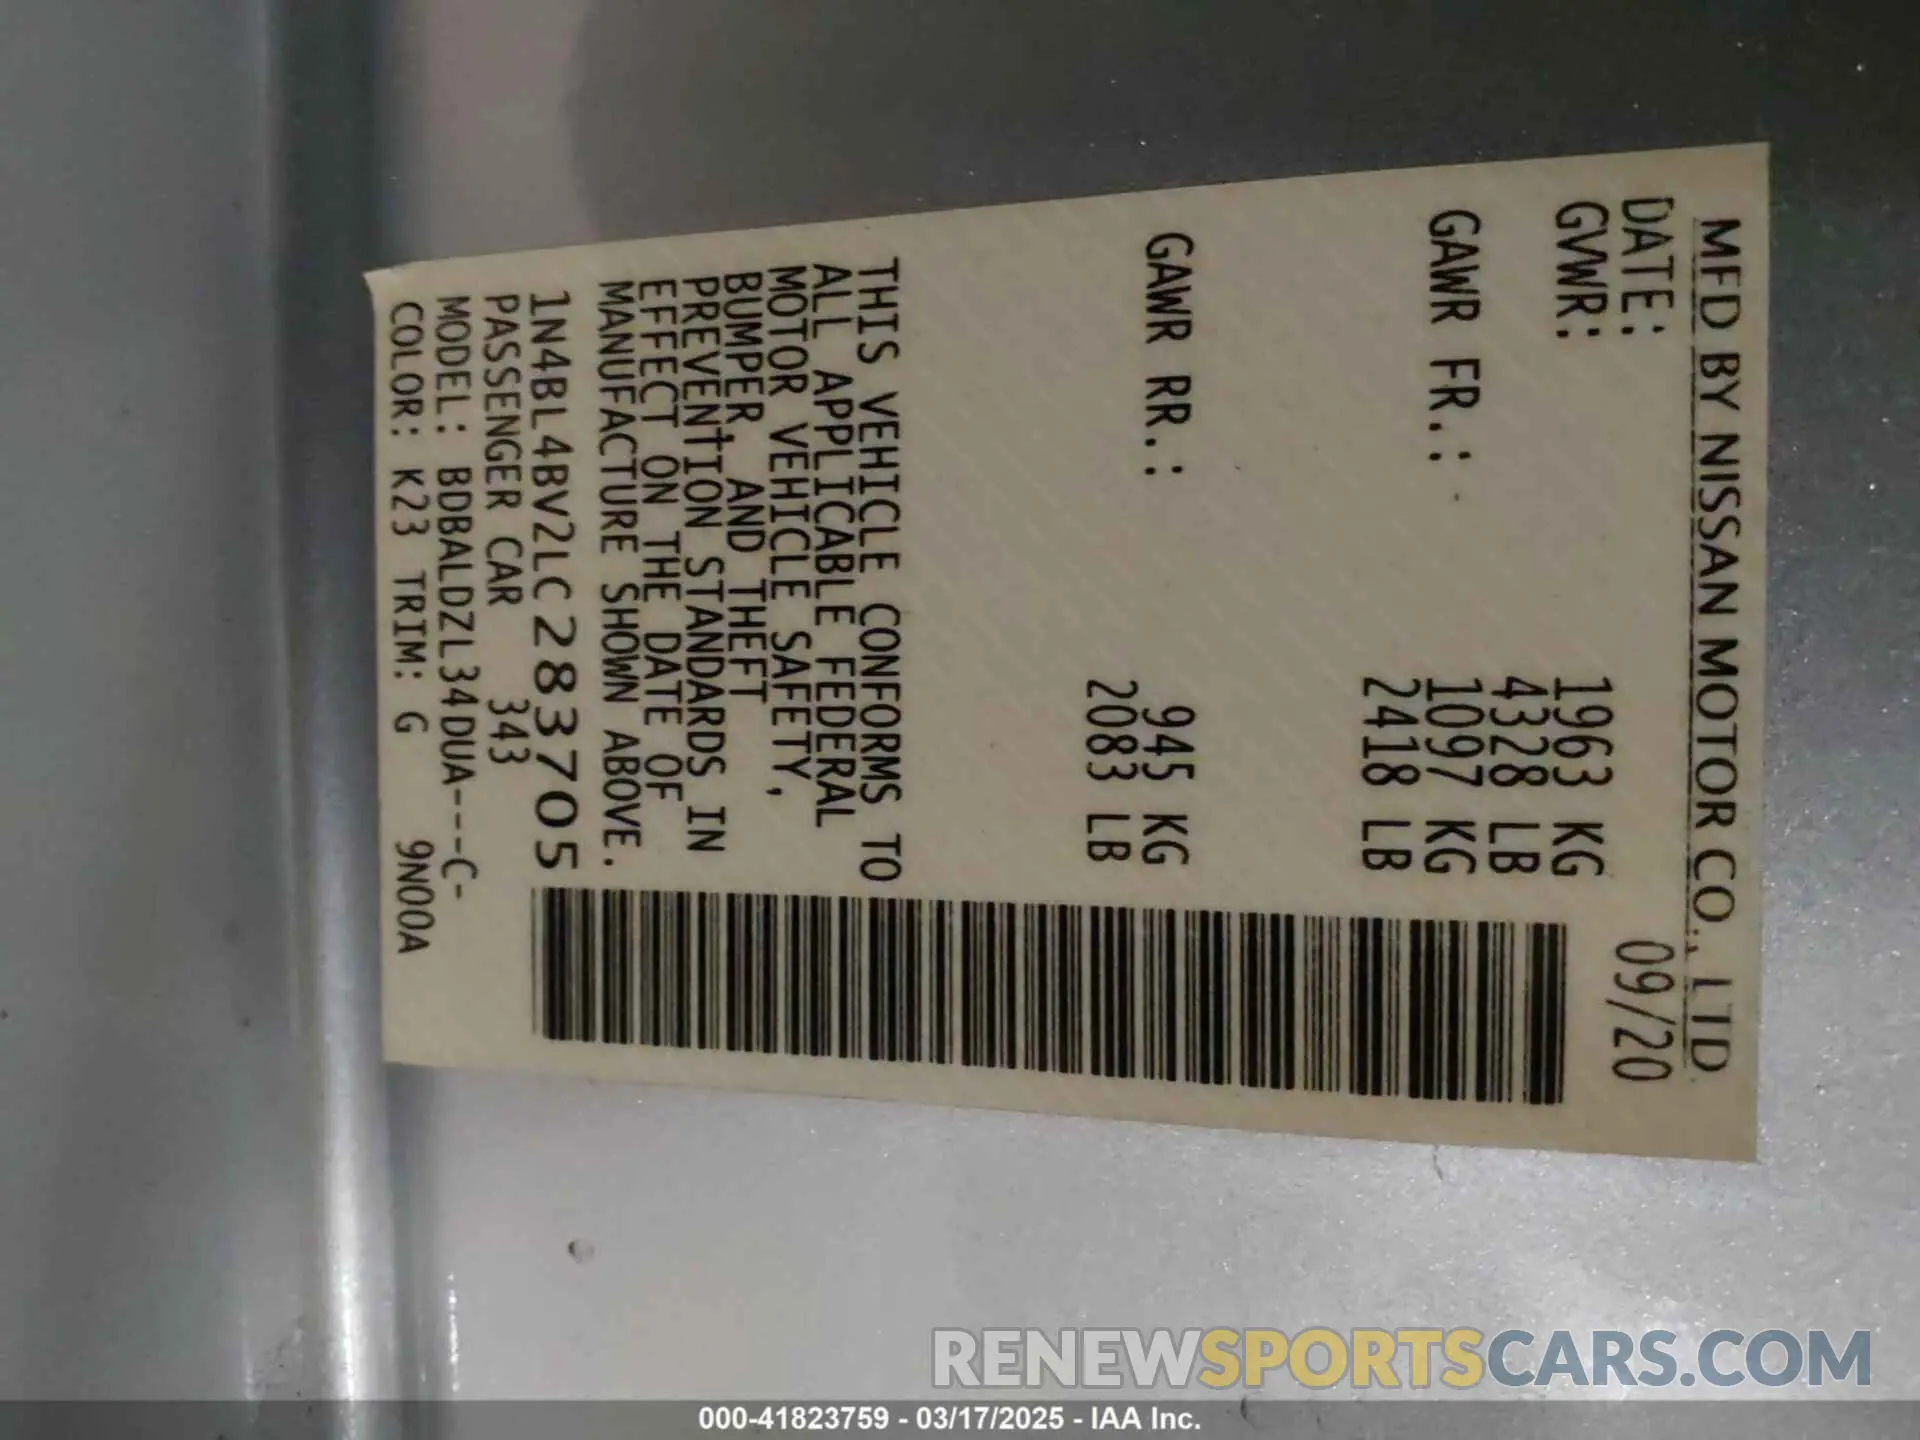 MFD BY NISSAN MOTOR CO., LTD.
DATE: 09/20
GVWR: 1963 KG
4328 LB
GAWR FR.: 1097 KG
2418 LB
GAWR RR.: 945 KG
2083 LB
THIS VEHICLE CONFORMS TO
ALL APPLICABLE FEDERAL
MOTOR VEHICLE SAFETY,
BUMPER, AND THEFT
PREVENTION STANDARDS IN
EFFECT ON THE DATE OF
MANUFACTURE SHOWN ABOVE.
1N4BL4BV2LC283705
PASSENGER CAR 343
MODEL: BDBALDZL34DUA---C-
COLOR: K23 TRIM: G 9N00A
RENEWSPORTSCARS.COM
000-41823759 - 03/17/2025 - IAA Inc.